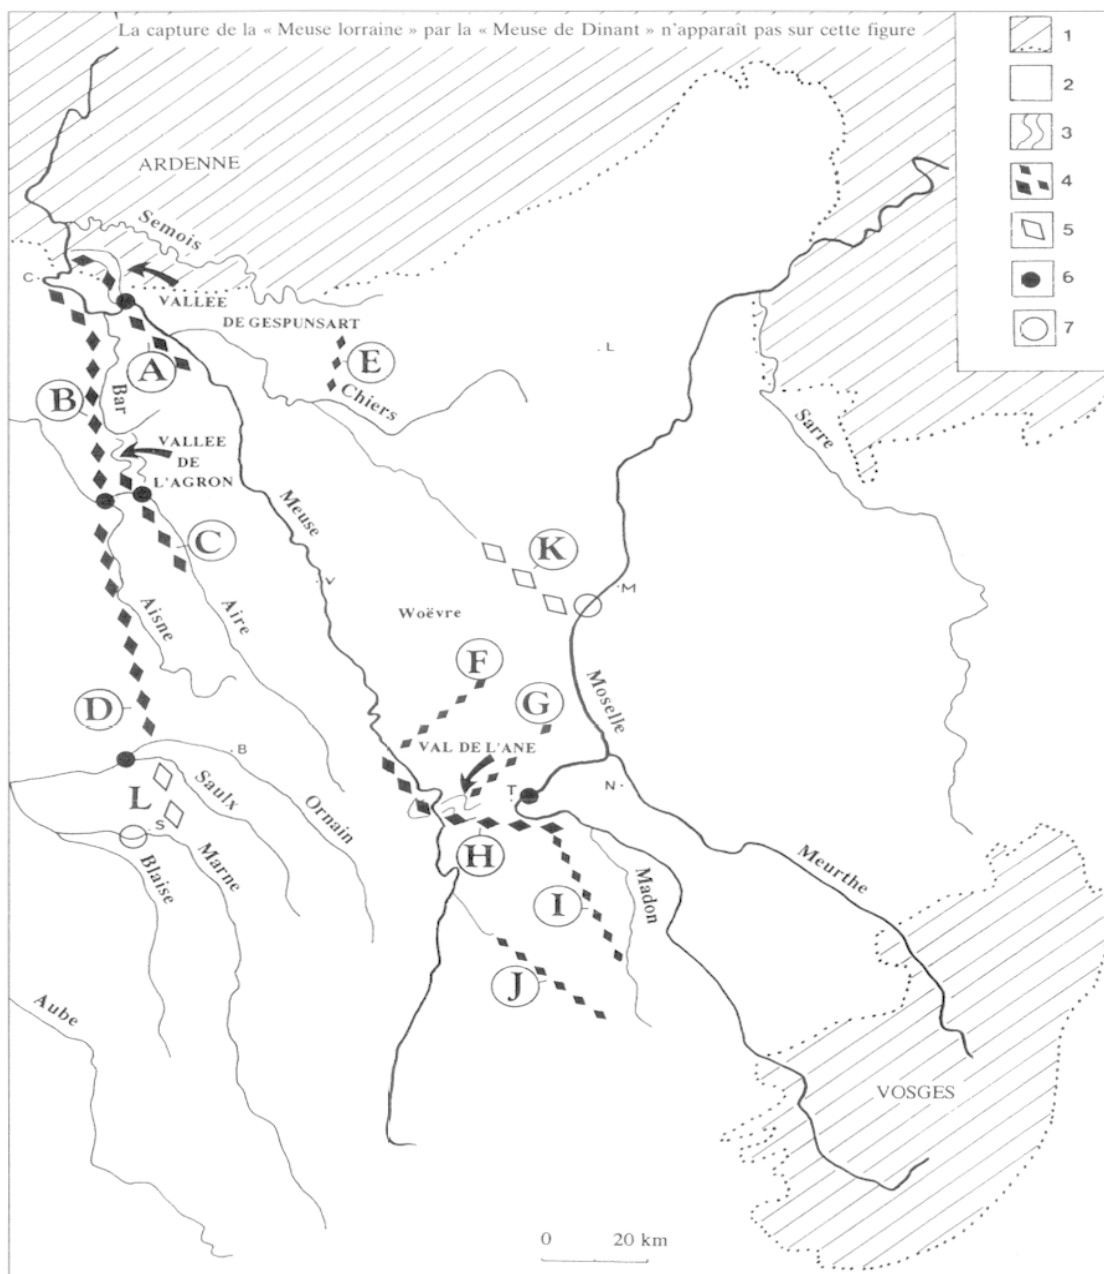 La capture de la « Meuse lorraine » par la « Meuse de Dinant » n'apparaît pas sur cette figure
1
2
3
4
5
6
7
ARDENNE
Semois
C
VALLEE
DE GESPUNSART
A
E
L
B
Bar
Chiers
Sarre
VALLEE
DE
L'AGRON
Meuse
C
K
V
M
Woëvre
Aisne
Aire
F
Moselle
G
D
VAL DE L'ANE
B
T
N
L
Saulx
Ornain
S
H
Blaise
Marne
Madon
Meurthe
I
J
Aube
VOSGES
0 20 km